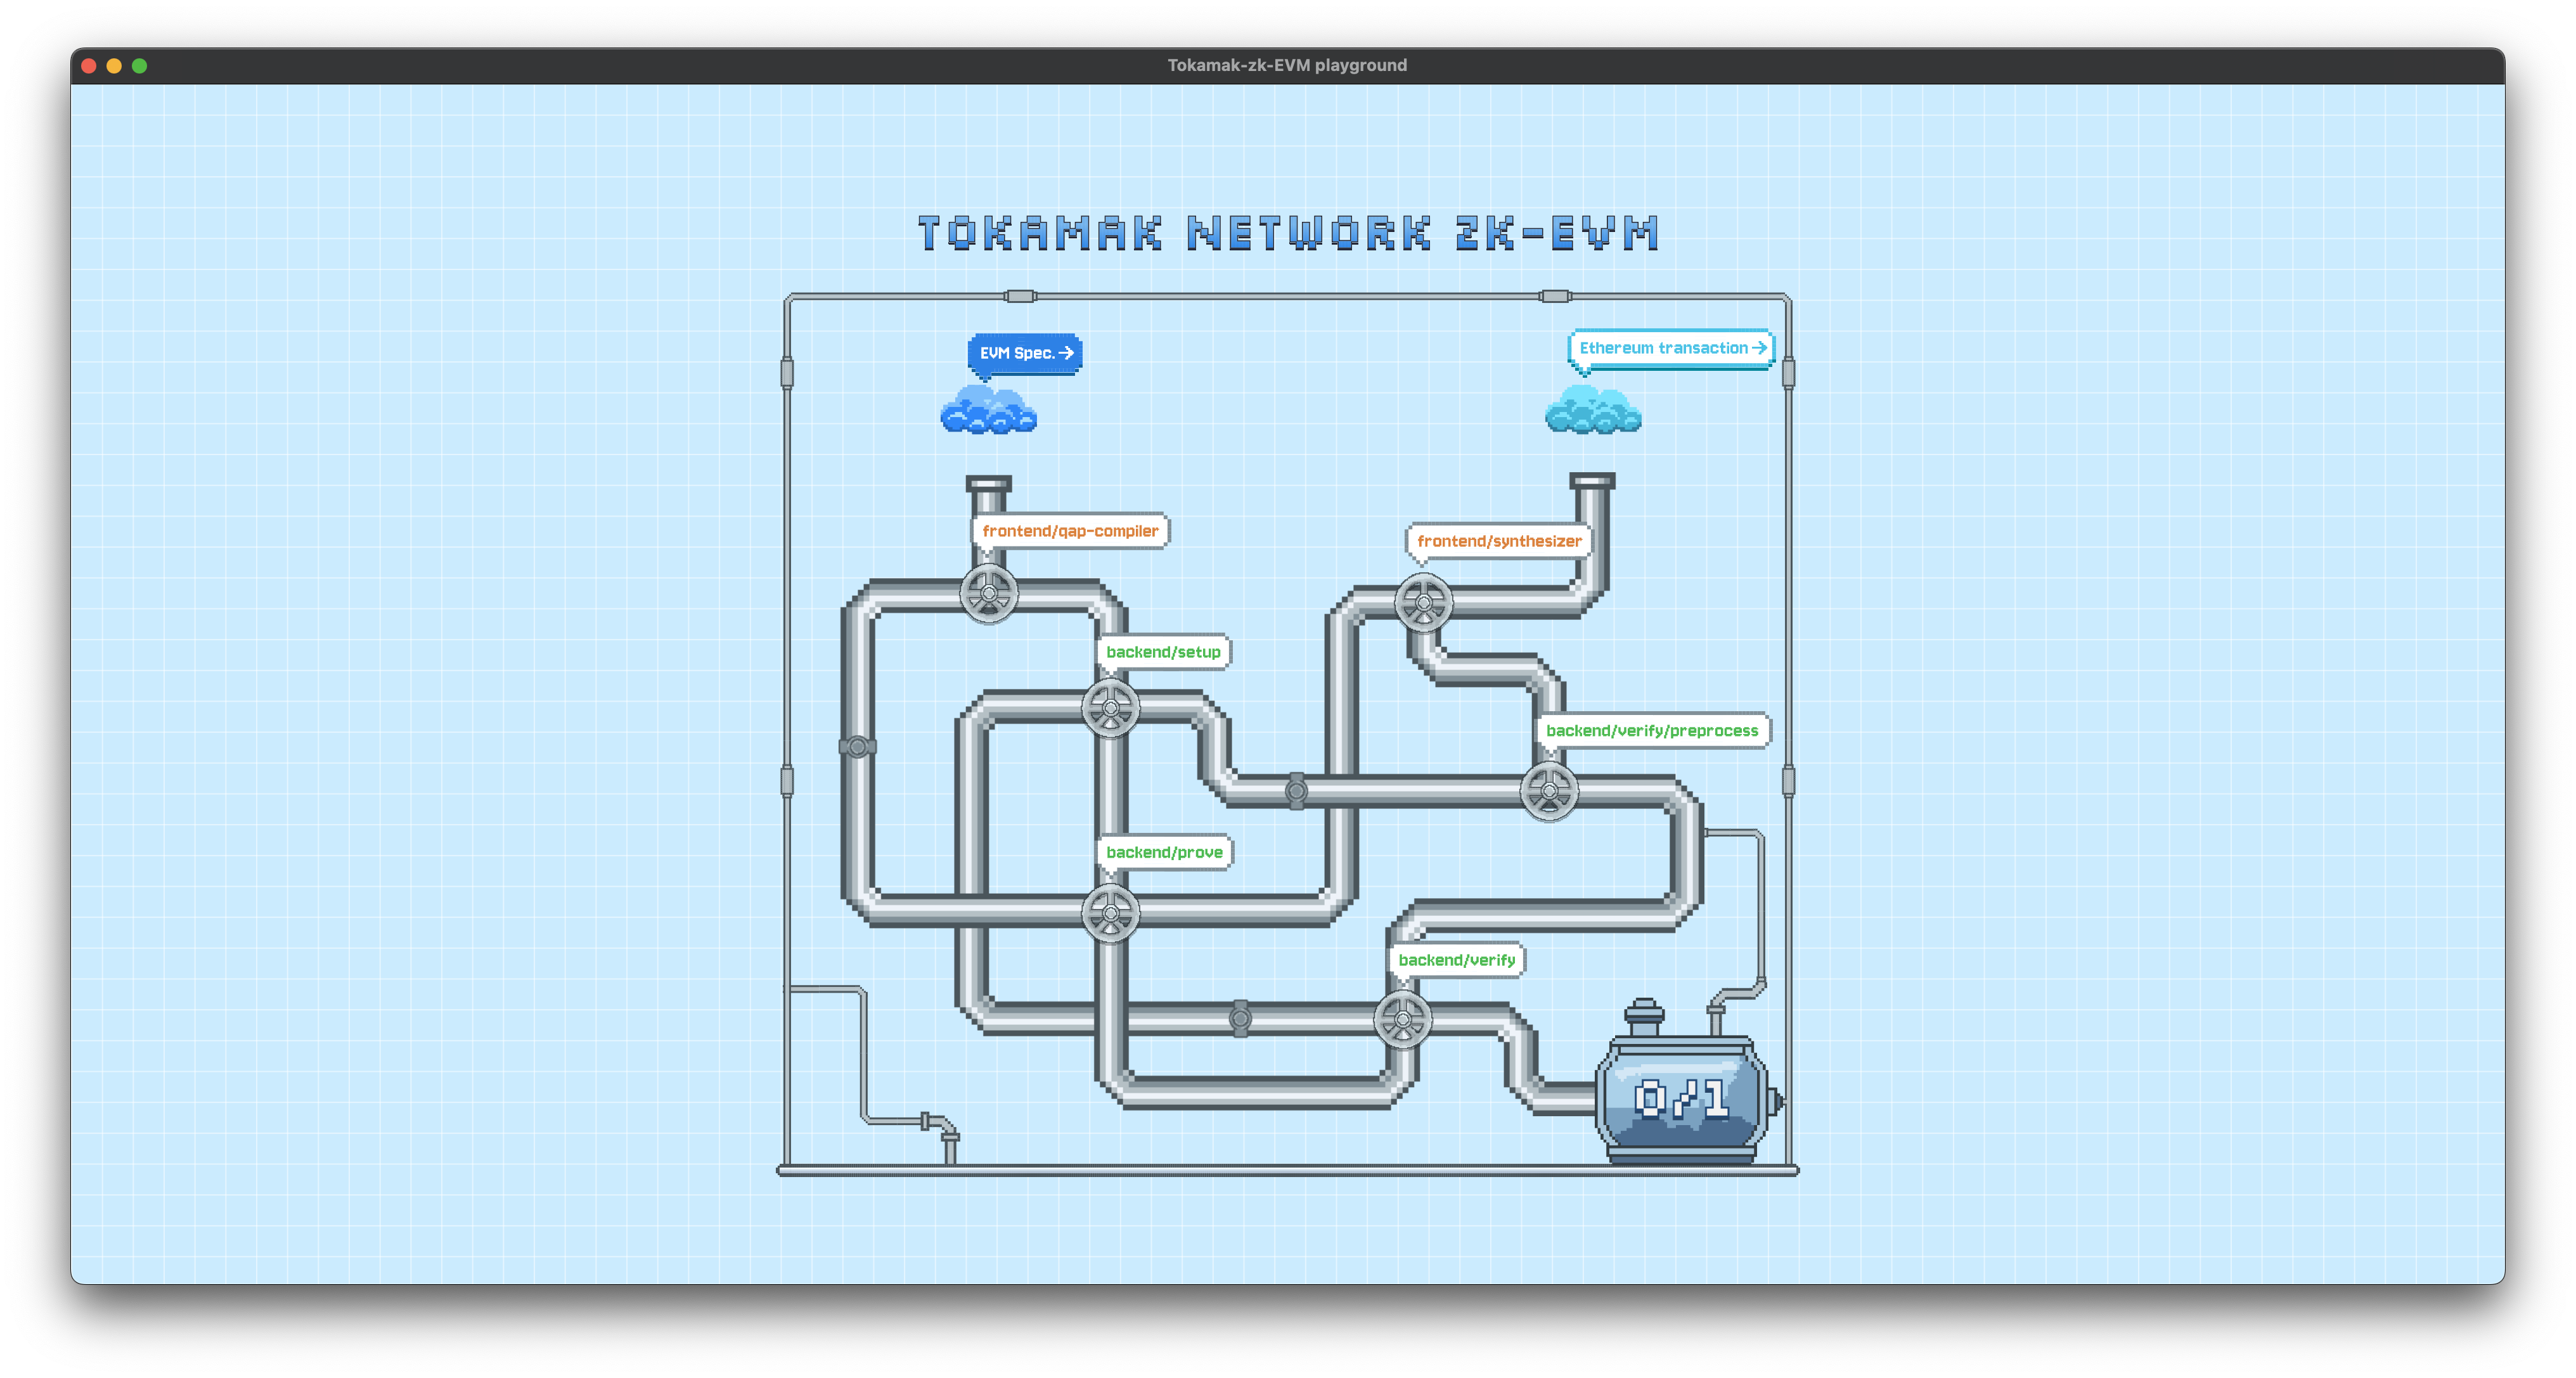 Tokamak-zk-EVM playground
TOKAMAK NETWORK ZK-EVM
EVM Spec.→
Ethereum transaction→
frontend/qap-compiler
frontend/synthesizer
backend/setup
backend/verify/preprocess
backend/prove
backend/verify
0/1